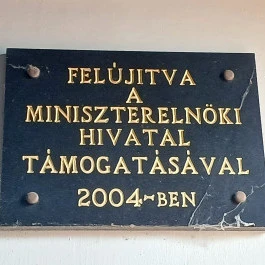 FELÚJITVA
A
MINISZTERELNÖKI
HIVATAL
TÁMOGATÁSÁVAL
2004-BEN